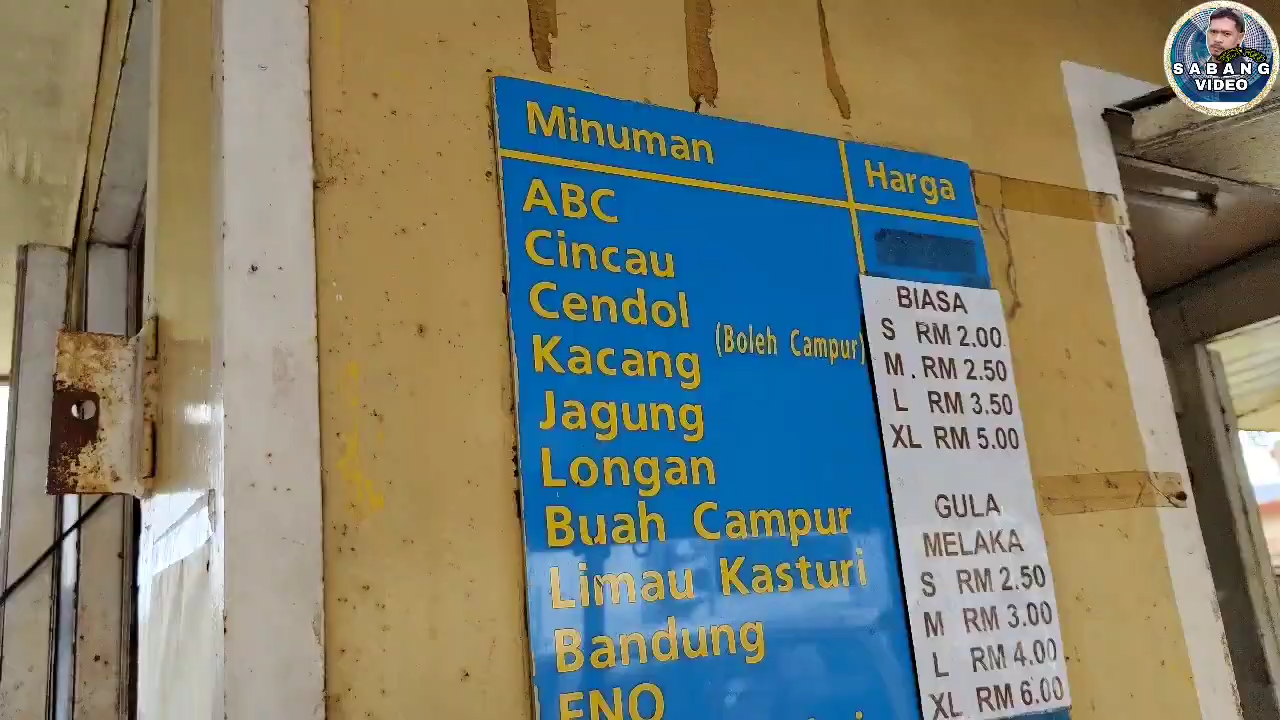 SABANG
VIDEO
Minuman Harga
ABC
Cincau
Cendol
(Boleh Campur)
Kacang
Jagung
Longan
Buah Campur
Limau Kasturi
Bandung
ENO
BIASA
S RM 2.00
M. RM 2.50
L RM 3.50
XL RM 5.00
GULA
MELAKA
S RM 2.50
M RM 3.00
L RM 4.00
XL RM 6.00